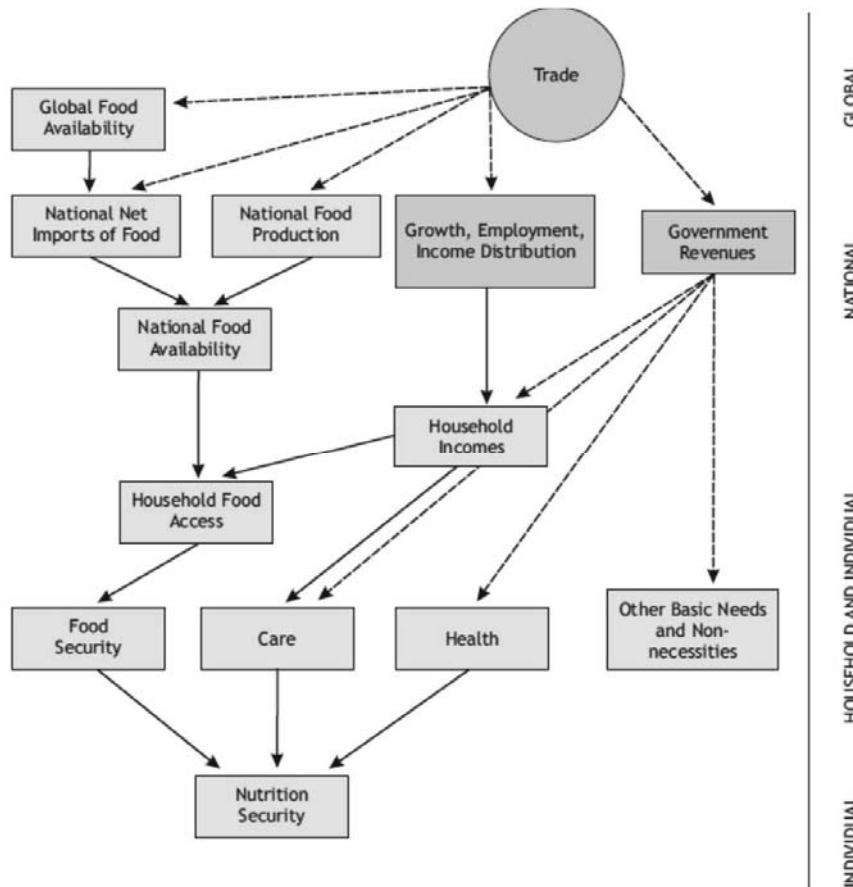 Trade
Global Food
Availability
National Net
Imports of Food
National Food
Production
Growth, Employment,
Income Distribution
Government
Revenues
National Food
Availability
Household
Incomes
Household Food
Access
Food
Security
Care
Health
Other Basic Needs
and Non-
necessities
Nutrition
Security
GLOBAL
NATIONAL
HOUSEHOLD AND INDIVIDUAL
INDIVIDUAL